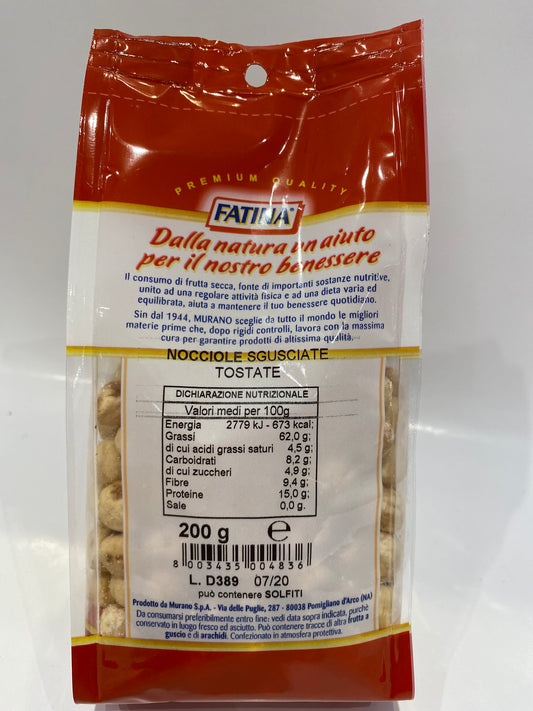 PREMIUM QUALITY
FATINA
Dalla natura un aiuto
per il nostro benessere
Il consumo di frutta secca, fonte di importanti sostanze nutritive,
unito ad una regolare attività fisica e ad una dieta varia ed
equilibrata, aiuta a mantenere il tuo benessere quotidiano.
Sin dal 1944, MURANO sceglie da tutto il mondo le migliori
materie prime che, dopo rigidi controlli, lavora con la massima
cura per garantire prodotti di altissima qualità.
NOCCIOLE SGUSCIATE
TOSTATE
DICHIARAZIONE NUTRIZIONALE
Valori medi per 100g
Energia 2779 kJ - 673 kcal;
Grassi 62,0 g;
di cui acidi grassi saturi 4,5 g;
Carboidrati 8,2 g;
di cui zuccheri 4,9 g;
Fibre 9,4 g;
Proteine 15,0 g;
Sale 0,0 g.
200 g e
8 003435 004836
L. D389 07/20
può contenere SOLFITI
Prodotto da Murano S.p.A. - Via delle Puglie, 287 - 80038 Pomigliano d'Arco (NA)
Da consumarsi preferibilmente entro fine: vedi data sopra indicata, purchè
conservato in luogo fresco ed asciutto. Può contenere tracce di altra frutta a
guscio e di arachidi. Confezionato in atmosfera protettiva.